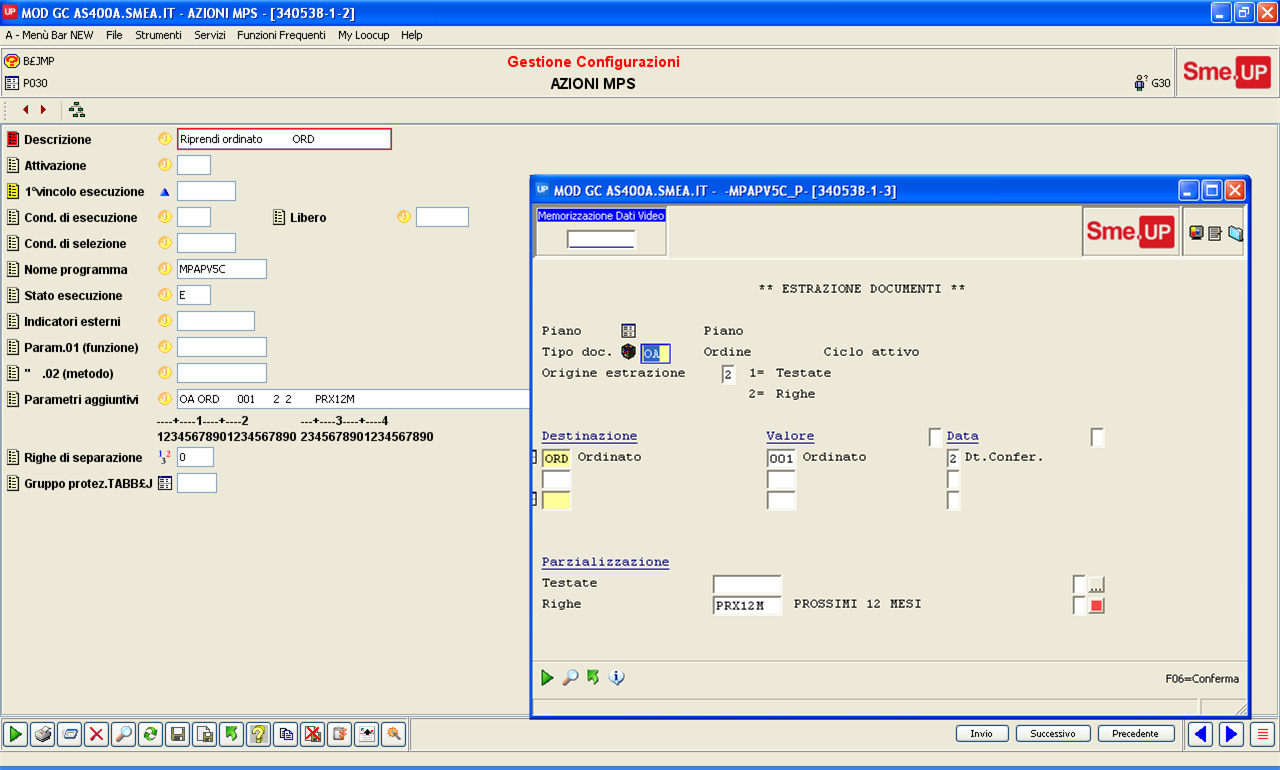 UP MOD GC AS400A.SMEA.IT - AZIONI MPS - [340538-1-2]
A - Menù Bar NEW File Strumenti Servizi Funzioni Frequenti My Loocup Help
B£JMP
Gestione Configurazioni
P030
AZIONI MPS
G30
Sme.UP
Descrizione Riprendi ordinato ORD
Attivazione
1°vincolo esecuzione
Cond. di esecuzione Libero
Cond. di selezione
Nome programma MPAPV5C
Stato esecuzione E
Indicatori esterni
Param.01 (funzione)
" .02 (metodo)
Parametri aggiuntivi OA ORD 001 2 2 PRX12M
----+----1----+----2 ---+----3----+----4
12345678901234567890 2345678901234567890
Righe di separazione 0
Gruppo protez.TABB£J
UP MOD GC AS400A.SMEA.IT - -MPAPV5C_P- [340538-1-3]
Memorizzazione Dati Video
Sme.UP
** ESTRAZIONE DOCUMENTI **
Piano Piano
Tipo doc. OA Ordine Ciclo attivo
Origine estrazione 2 1= Testate
2= Righe
Destinazione Valore Data
ORD Ordinato 001 Ordinato 2 Dt.Confer.
Parzializzazione
Testate ...
Righe PRX12M PROSSIMI 12 MESI
F06=Conferma
Invio Successivo Precedente